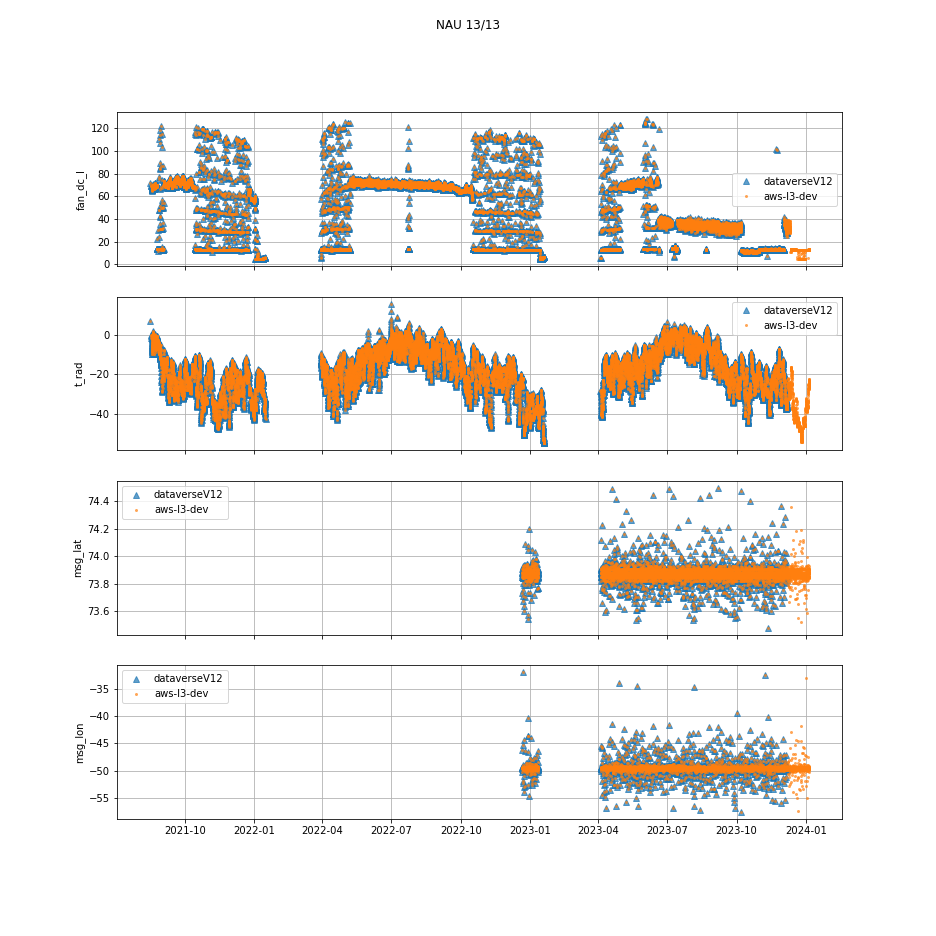 NAU 13/13
fan_dc_l
120
100
80
60
40
20
0
dataverseV12
aws-l3-dev
t_rad
0
−20
−40
dataverseV12
aws-l3-dev
msg_lat
74.4
74.2
74.0
73.8
73.6
dataverseV12
aws-l3-dev
msg_lon
−35
−40
−45
−50
−55
dataverseV12
aws-l3-dev
2021-10
2022-01
2022-04
2022-07
2022-10
2023-01
2023-04
2023-07
2023-10
2024-01